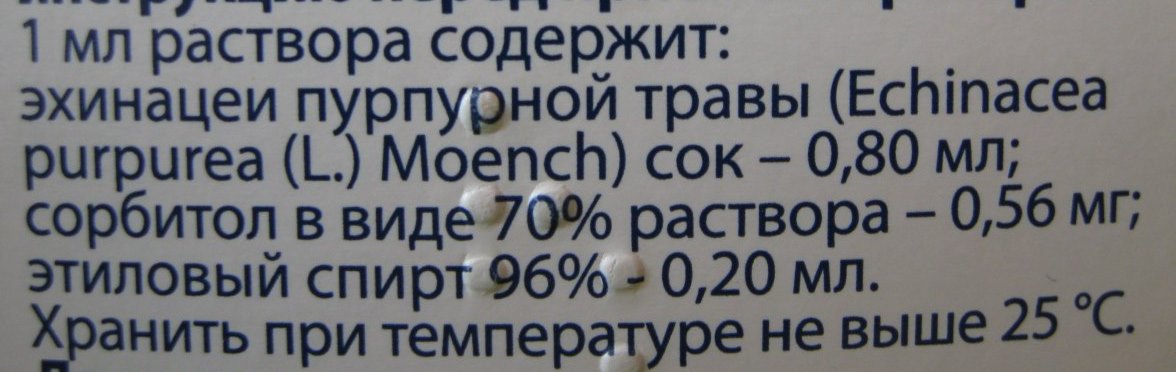 1 мл раствора содержит:
эхинацеи пурпурной травы (Echinacea
purpurea (L.) Moench) сок – 0,80 мл;
сорбитол в виде 70% раствора – 0,56 мг;
этиловый спирт 96% - 0,20 мл.
Хранить при температуре не выше 25 °C.